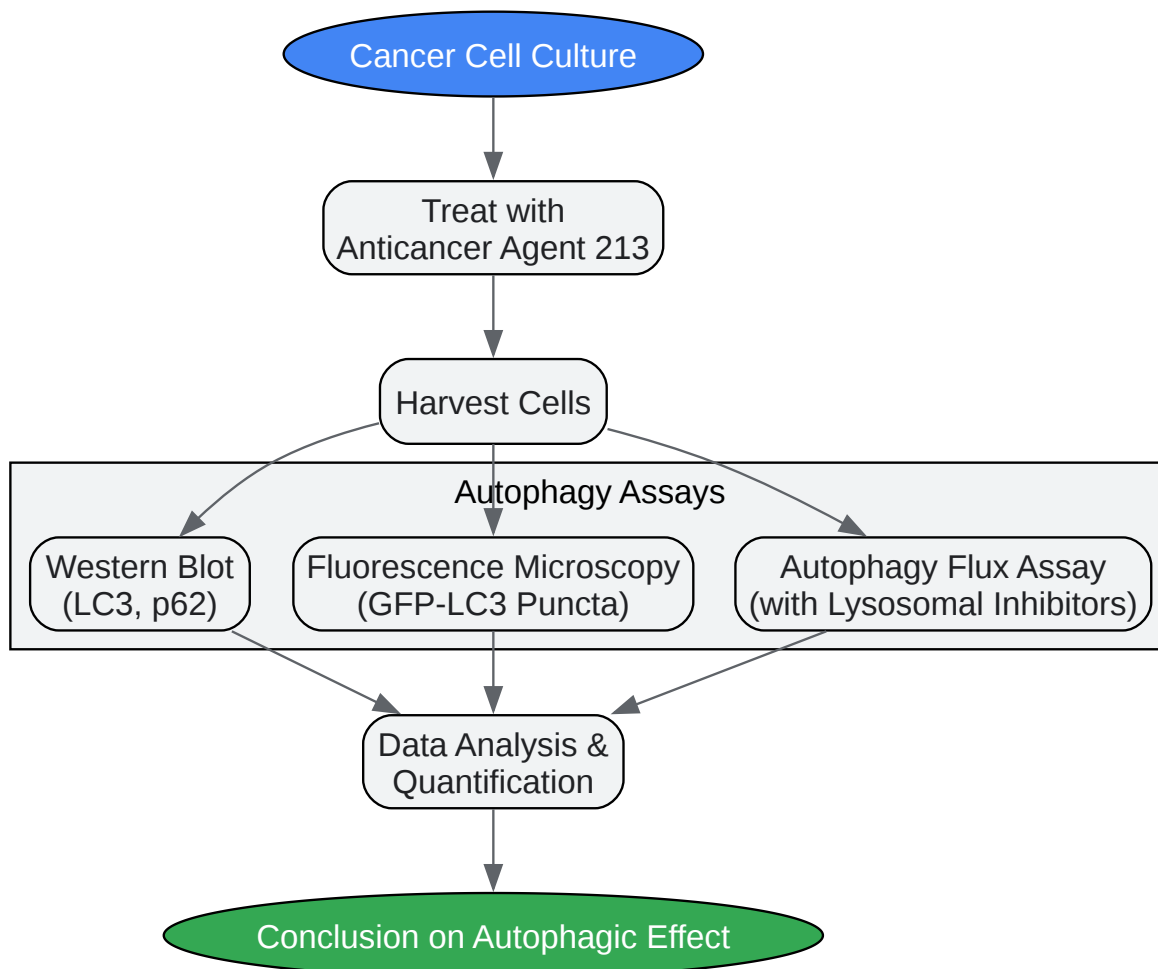 Cancer Cell Culture
Treat with
Anticancer Agent 213
Harvest Cells
Autophagy Assays
Western Blot
(LC3, p62)
Fluorescence Microscopy
(GFP-LC3 Puncta)
Autophagy Flux Assay
(with Lysosomal Inhibitors)
Data Analysis &
Quantification
Conclusion on Autophagic Effect